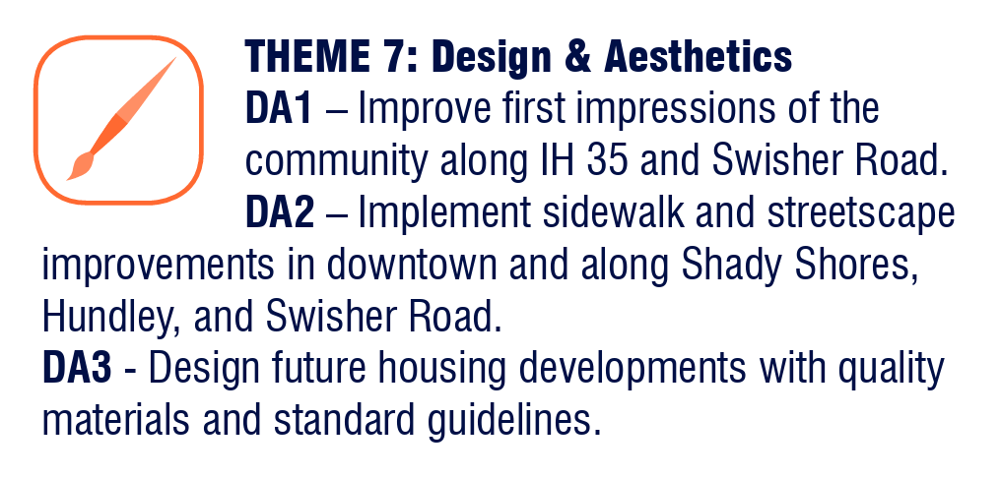 THEME 7: Design & Aesthetics
DA1 – Improve first impressions of the
community along IH 35 and Swisher Road.
DA2 – Implement sidewalk and streetscape
improvements in downtown and along Shady Shores,
Hundley, and Swisher Road.
DA3 - Design future housing developments with quality
materials and standard guidelines.